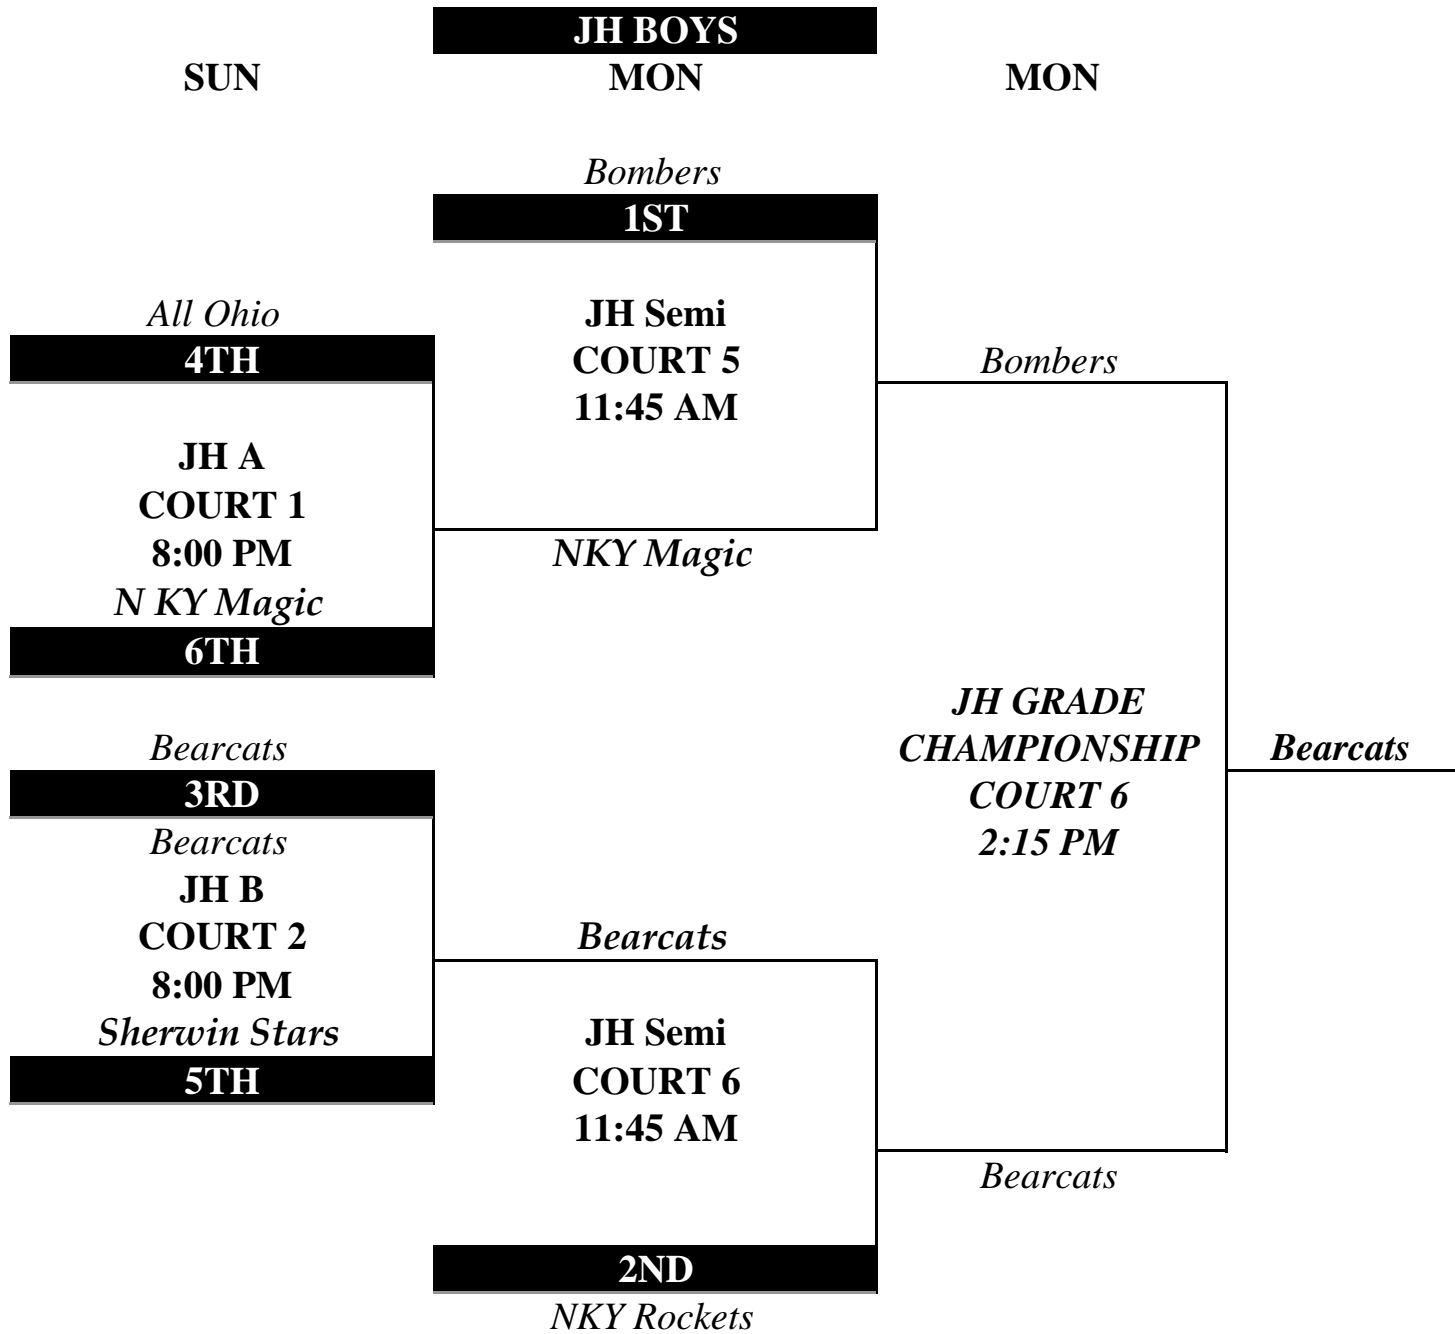 JH BOYS
SUN MON MON
Bombers
1ST
All Ohio
4TH
JH Semi
COURT 5
11:45 AM
Bombers
JH A
COURT 1
8:00 PM
N KY Magic
6TH
NKY Magic
Bearcats
3RD
Bearcats
JH B
COURT 2
8:00 PM
Sherwin Stars
5TH
JH GRADE
CHAMPIONSHIP
COURT 6
2:15 PM
Bearcats
Bearcats
JH Semi
COURT 6
11:45 AM
Bearcats
2ND
NKY Rockets